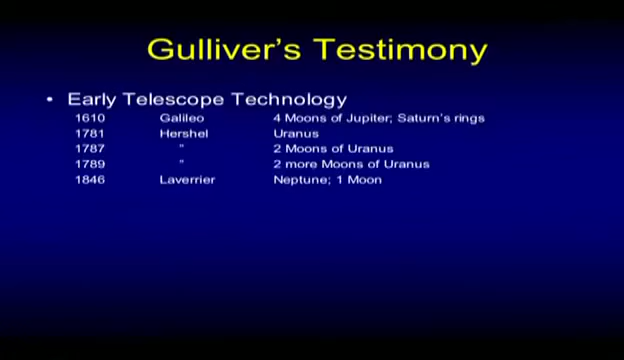 Gulliver's Testimony
• Early Telescope Technology
1610 Galileo 4 Moons of Jupiter; Saturn's rings
1781 Hershel Uranus
1787 " 2 Moons of Uranus
1789 " 2 more Moons of Uranus
1846 Laverrier Neptune; 1 Moon